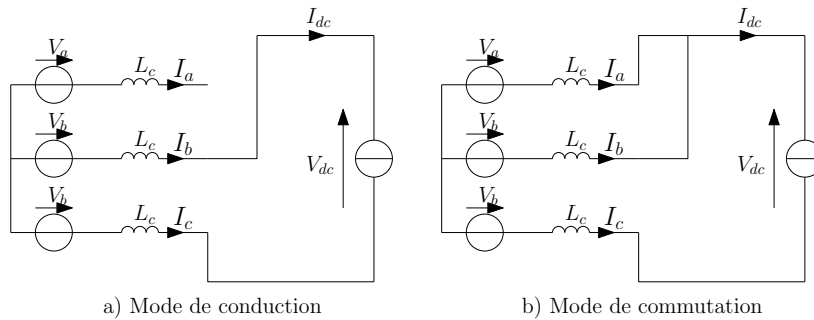 I_dc
V_a
L_c I_a
V_b
L_c I_b
V_dc
V_b
L_c I_c
a) Mode de conduction
I_dc
V_a
L_c I_a
V_b
L_c I_b
V_dc
V_b
L_c I_c
b) Mode de commutation